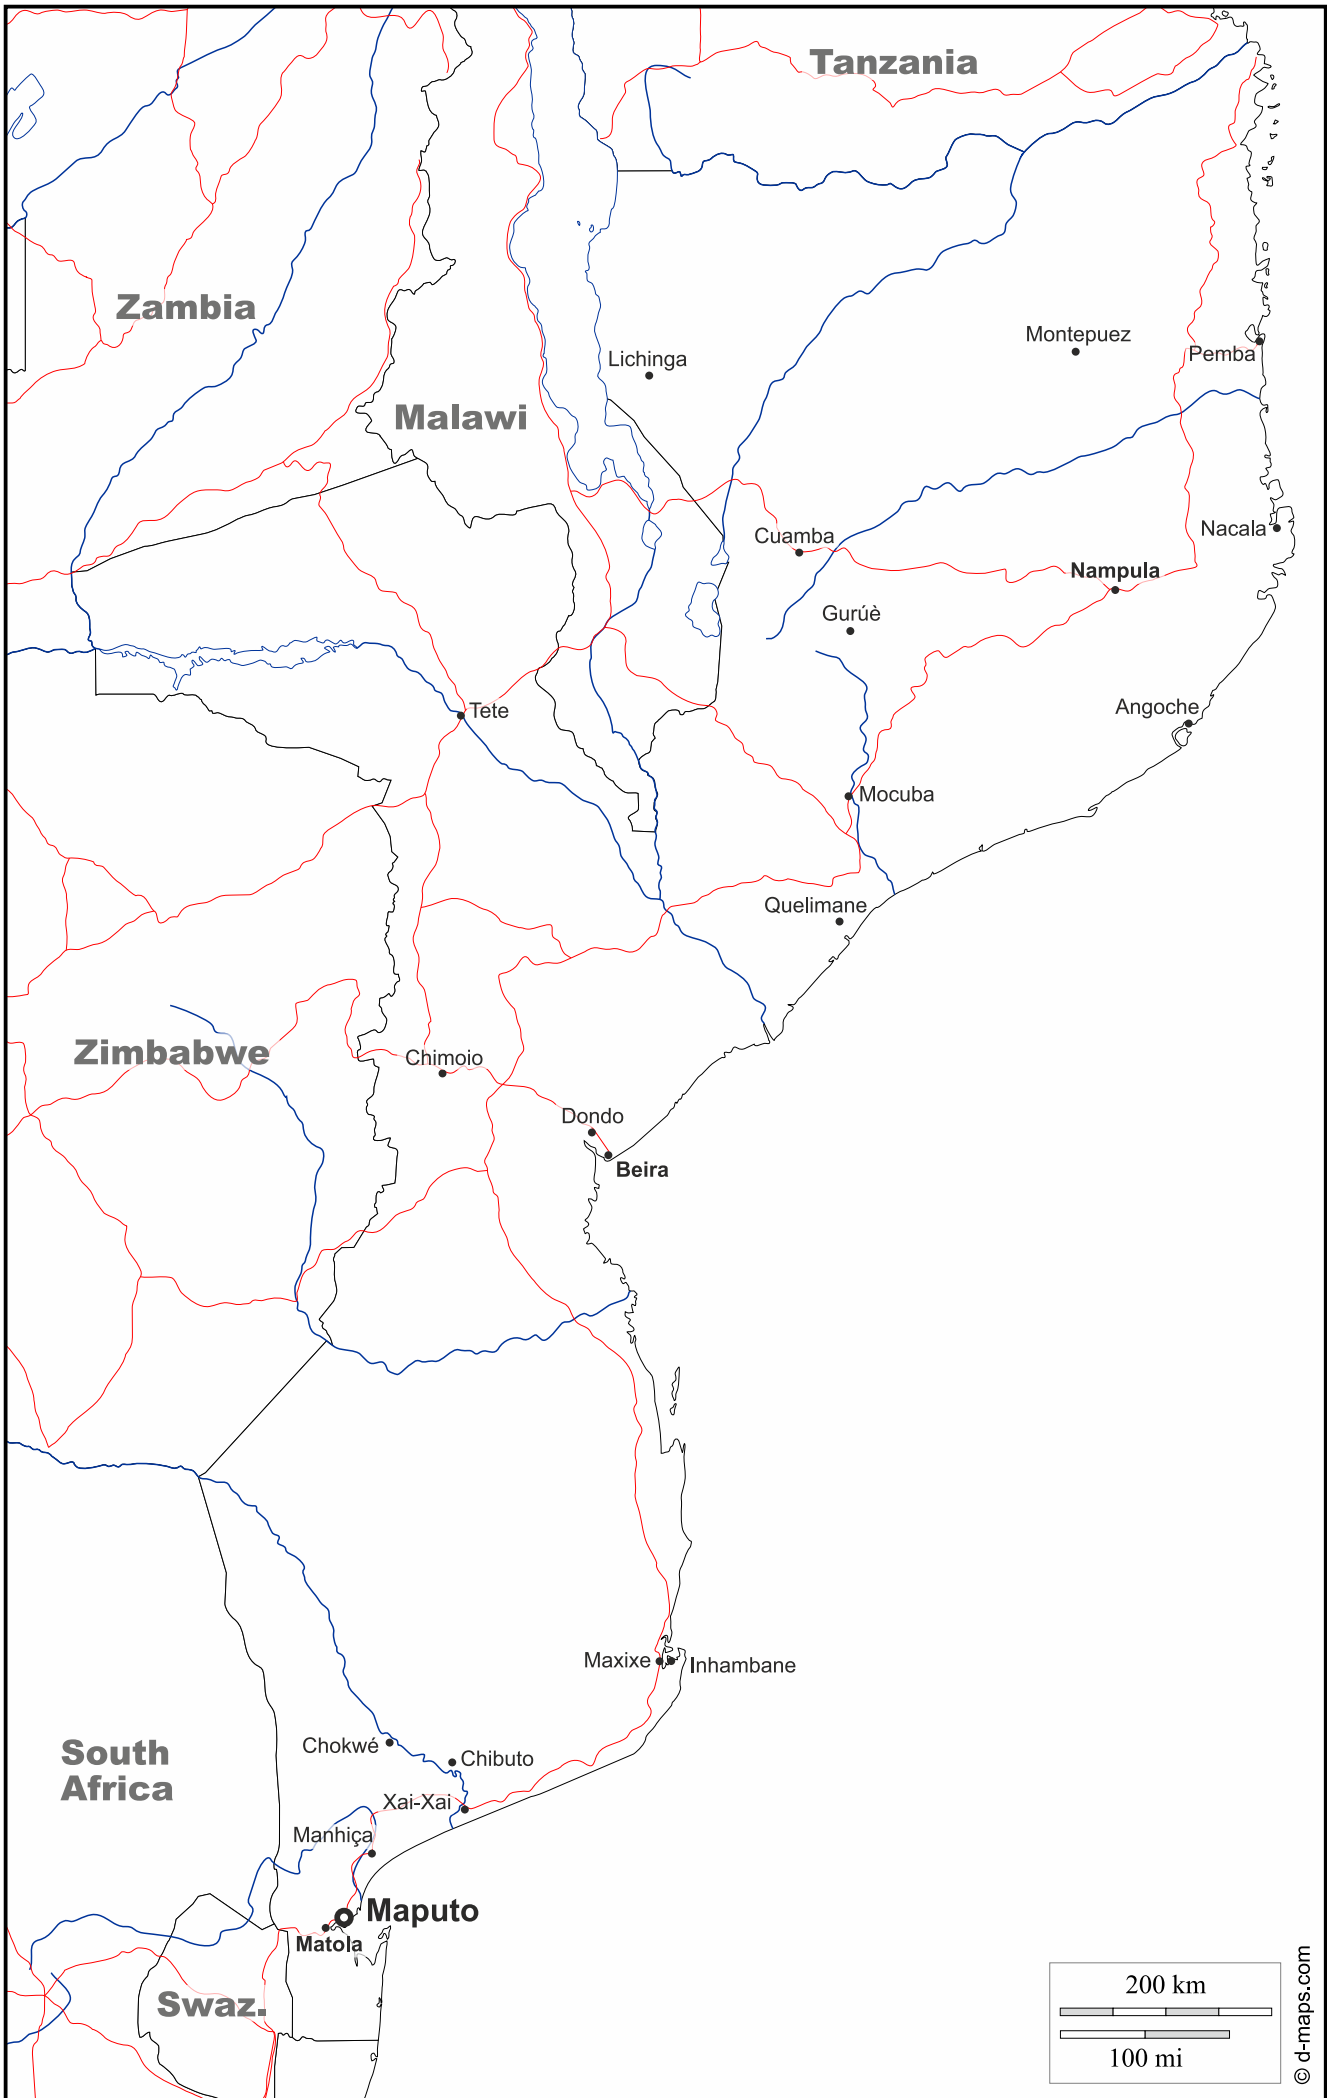 Tanzania
Zambia
Montepuez
Pemba
Lichinga
Malawi
Cuamba
Nacala
Nampula
Gurúè
Tete
Angoche
Mocuba
Quelimane
Zimbabwe
Chimoio
Dondo
Beira
Maxixe
Inhambane
South
Africa
Chokwé
Chibuto
Xai-Xai
Manhiça
Maputo
Matola
Swaz.
200 km
100 mi
© d-maps.com